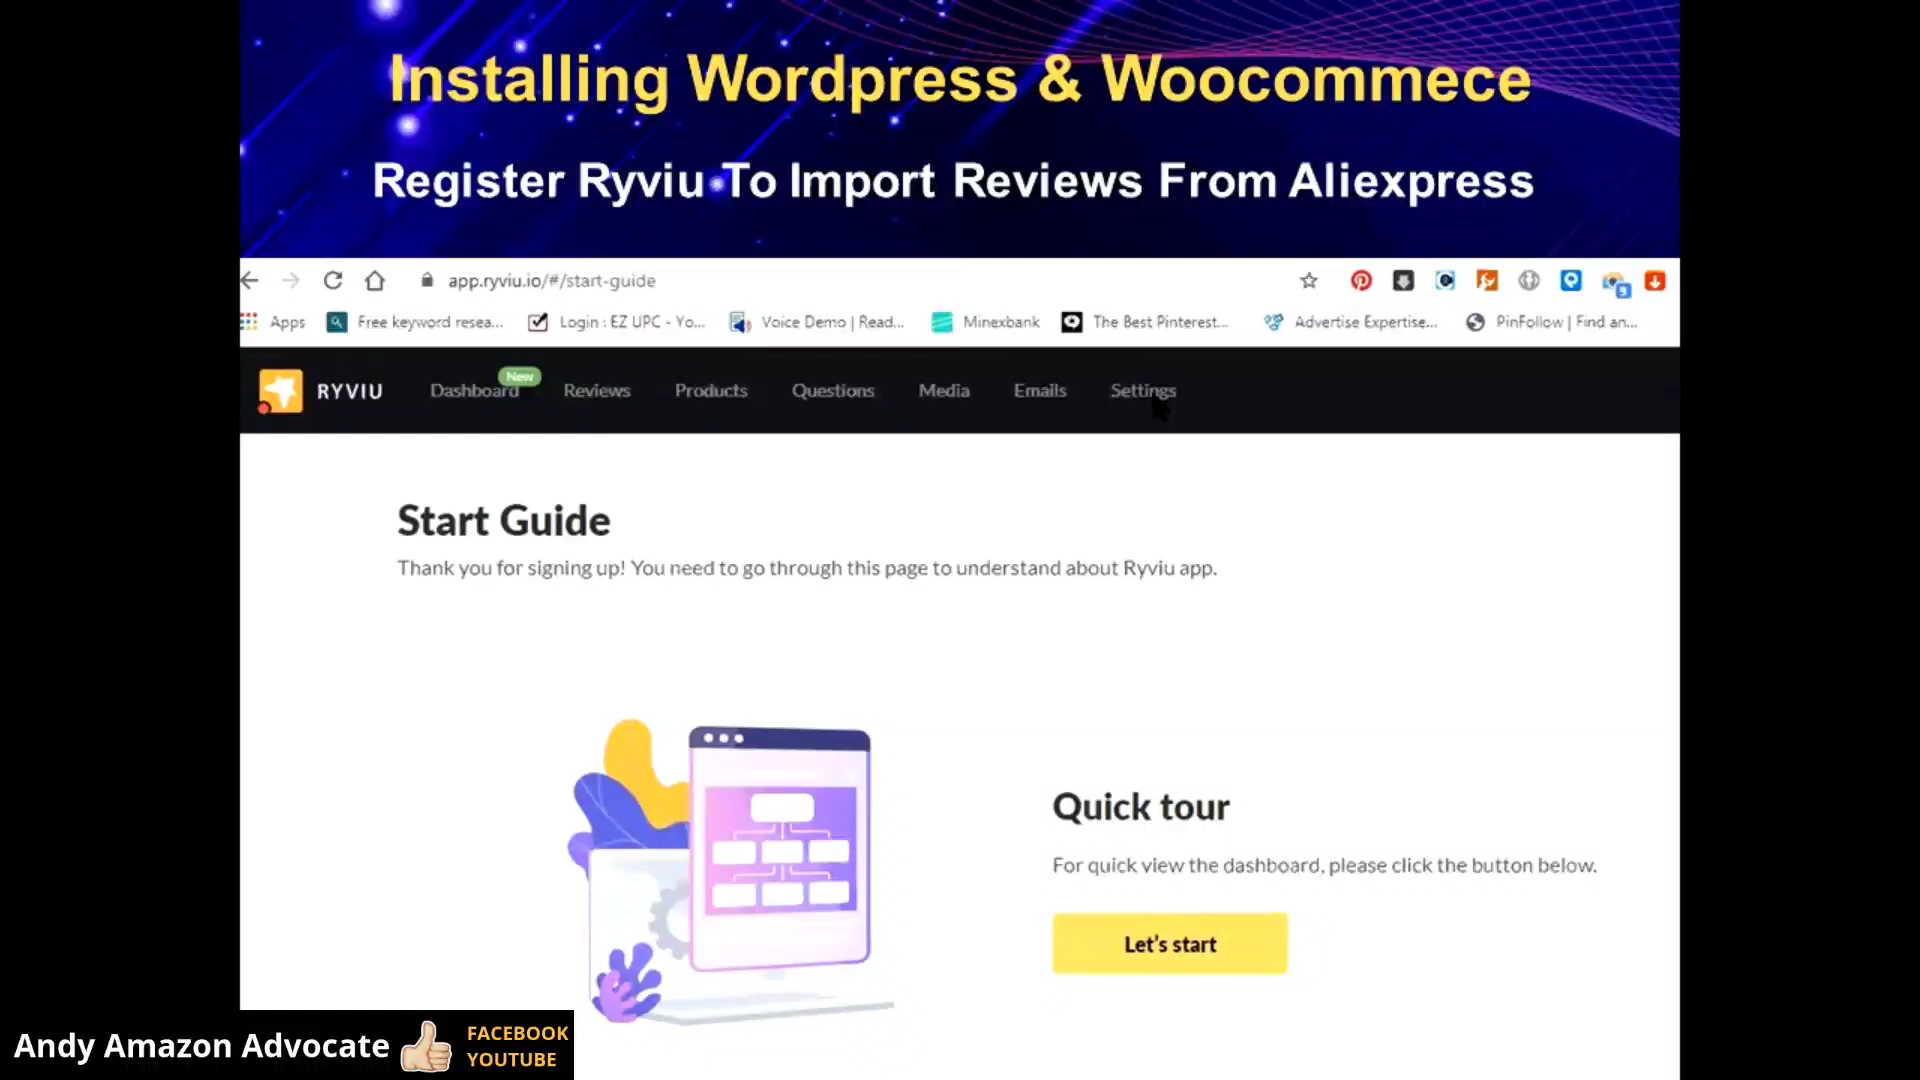 Installing Wordpress & Woocommece
Register Ryviu To Import Reviews From Aliexpress
app.ryviu.io/#/start-guide
Apps Free keyword resea... Login : EZ UPC - Yo... Voice Demo | Read... Minexbank The Best Pinterest... Advertise Expertise... PinFollow | Find an...
RYVIU Dashboard New Reviews Products Questions Media Emails Settings
Start Guide
Thank you for signing up! You need to go through this page to understand about Ryviu app.
Quick tour
For quick view the dashboard, please click the button below.
Let's start
Andy Amazon Advocate
FACEBOOK
YOUTUBE